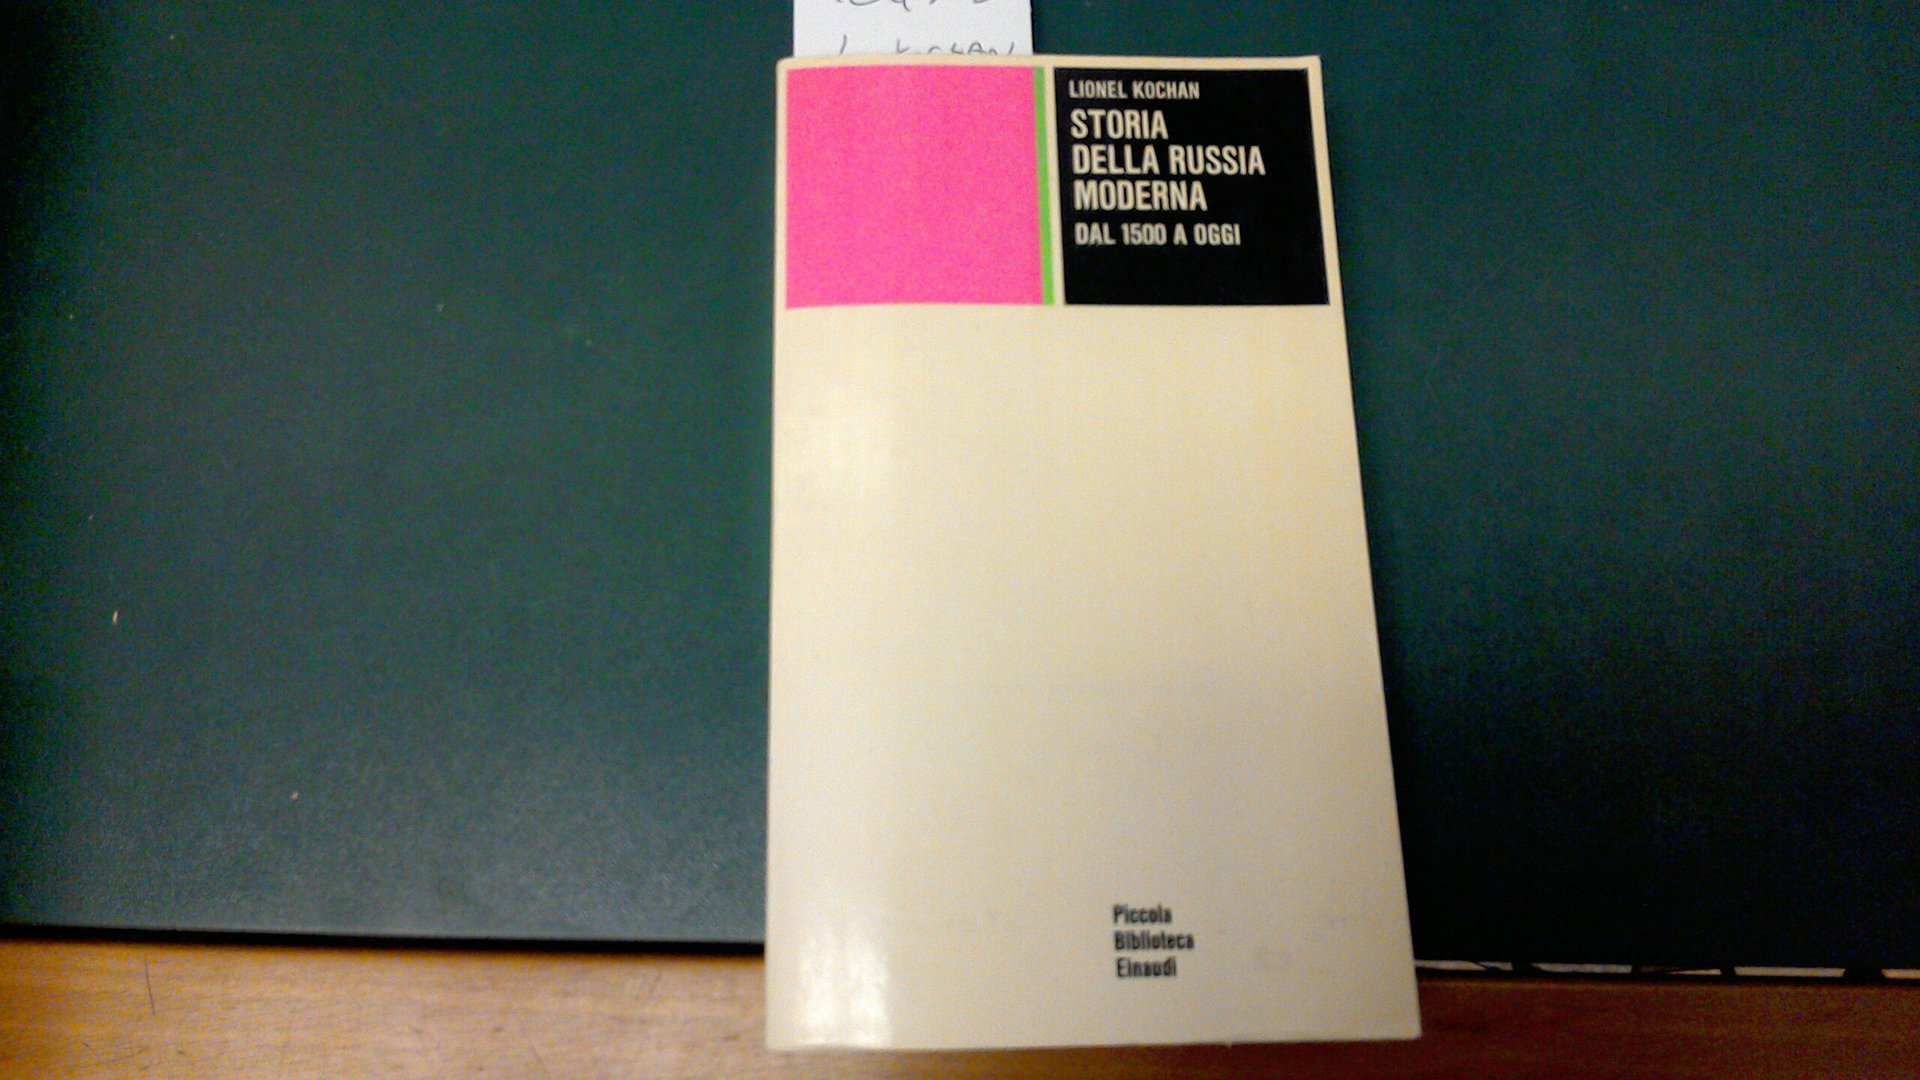 LIONEL KOCHAN
STORIA
DELLA RUSSIA
MODERNA
DAL 1500 A OGGI
Piccola
Biblioteca
Einaudi